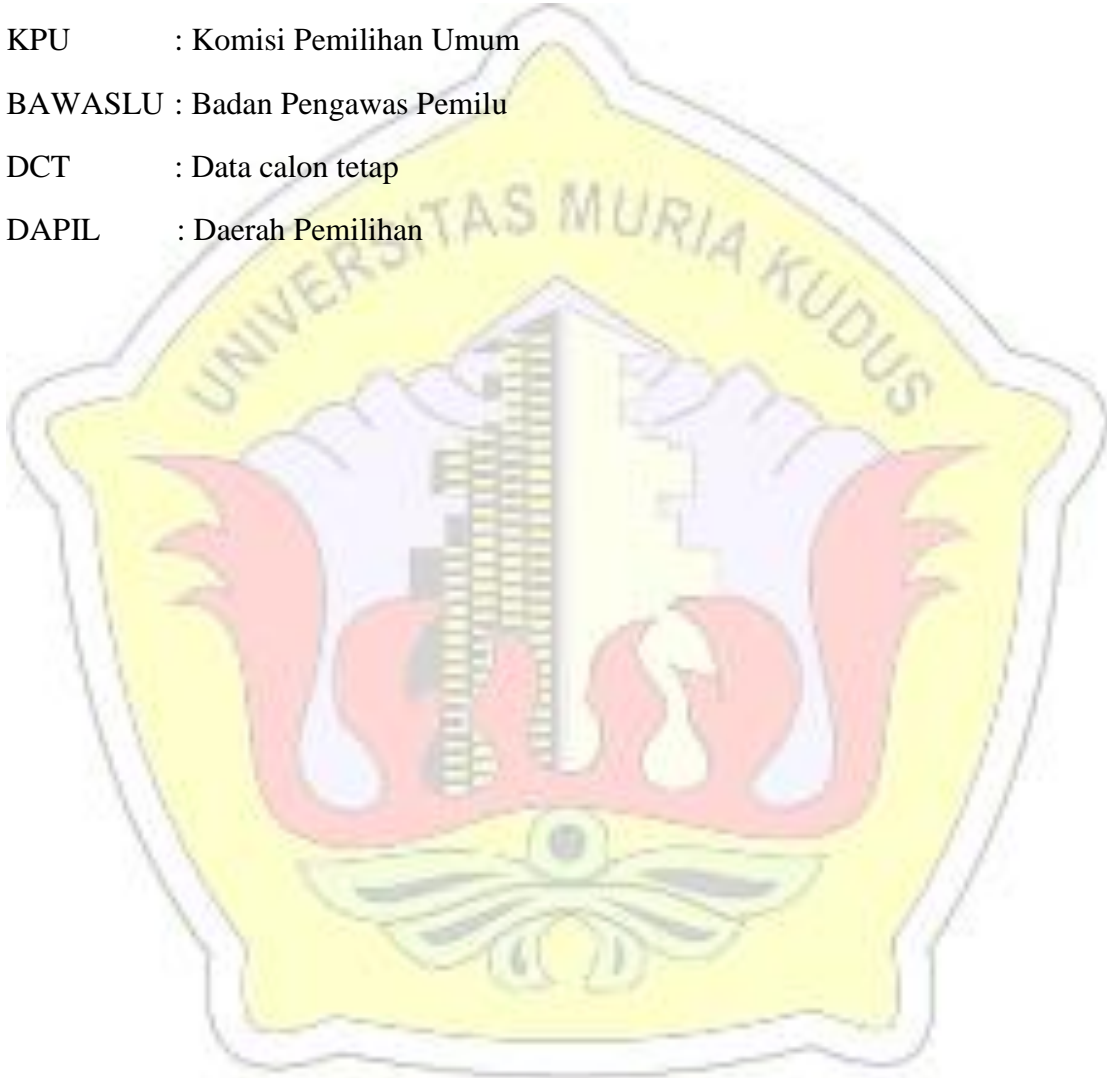 KPU : Komisi Pemilihan Umum
BAWASLU : Badan Pengawas Pemilu
DCT : Data calon tetap
DAPIL : Daerah Pemilihan
UNIVERSITAS MURIA KUDUS